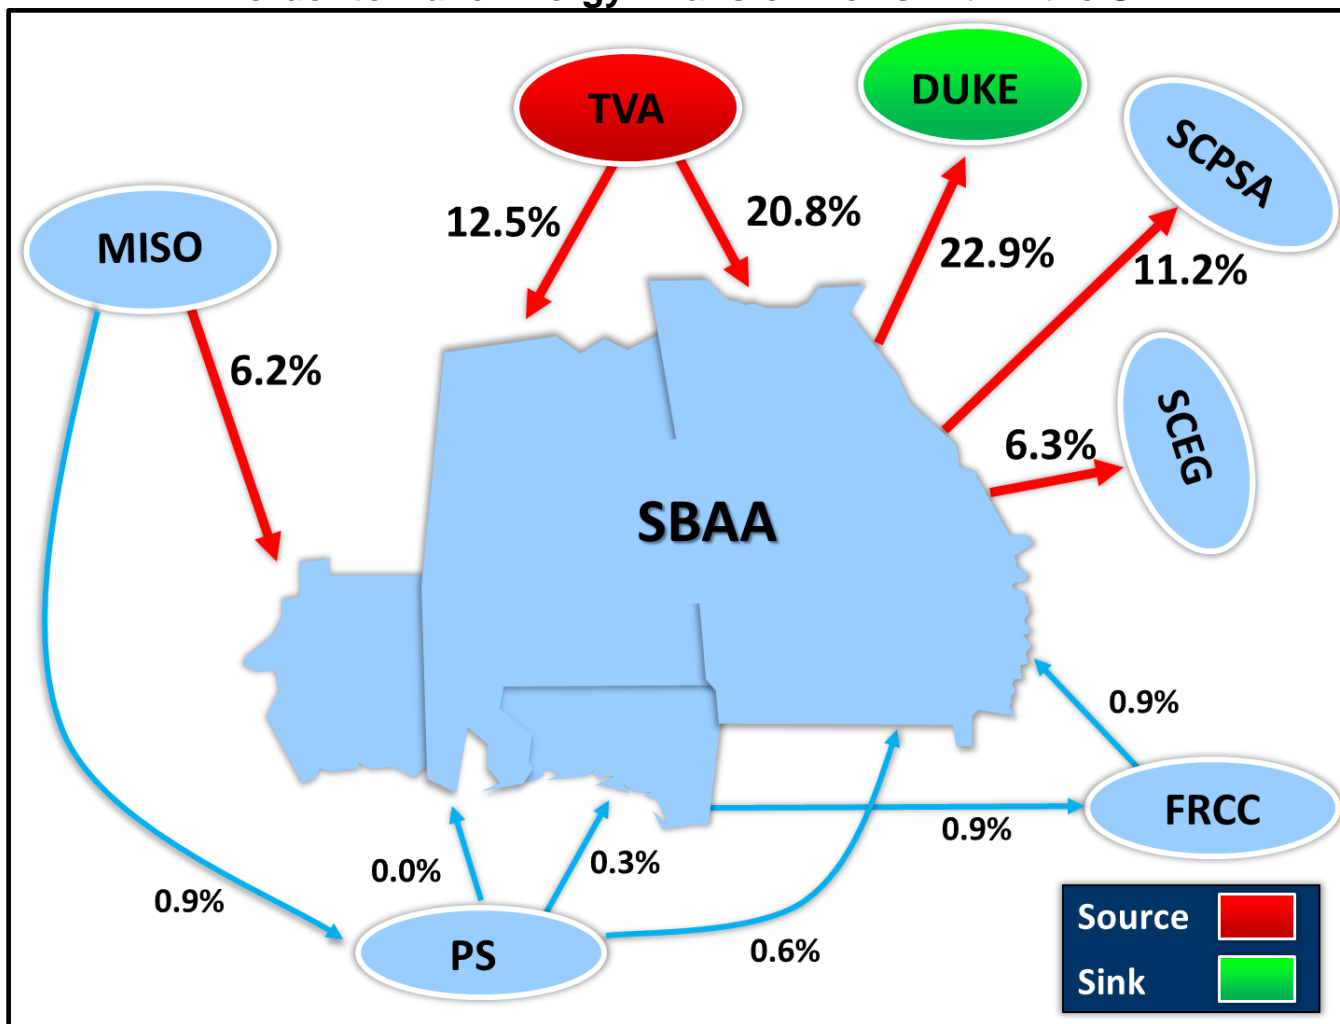 TVA
DUKE
SCPSA
MISO
12.5%
20.8%
22.9%
11.2%
6.2%
SCEG
6.3%
SBAA
0.9%
FRCC
0.9%
0.0%
0.3%
0.9%
PS
0.6%
Source
Sink